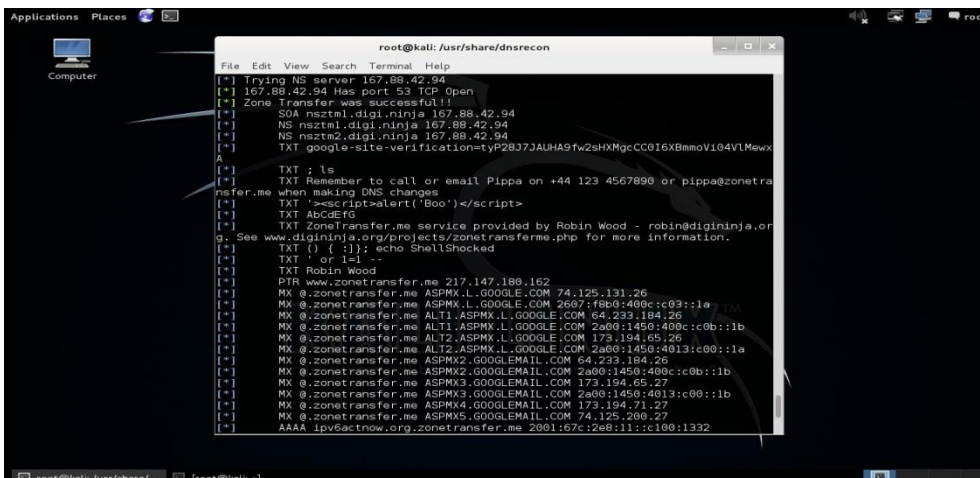 Applications Places
roo
Computer
root@kali: /usr/share/dnsrecon
File Edit View Search Terminal Help
[*] Trying NS server 167.88.42.94
[*] 167.88.42.94 Has port 53 TCP Open
[*] Zone Transfer was successful!!
[*] SOA nsztm1.digi.ninja 167.88.42.94
[*] NS nsztm1.digi.ninja 167.88.42.94
[*] NS nsztm2.digi.ninja 167.88.42.94
[*] TXT google-site-verification=tyP28J7JAUHA9fw2sHXMgcCC0I6XBmmoVi04VlMewx
A
[*] TXT ; ls
[*] TXT Remember to call or email Pippa on +44 123 4567890 or pippa@zonetra
nsfer.me when making DNS changes
[*] TXT '><script>alert('Boo')</script>
[*] TXT AbCdEfG
[*] TXT ZoneTransfer.me service provided by Robin Wood - robin@digininja.or
g. See www.digininja.org/projects/zonetransferme.php for more information.
[*] TXT () { :]}; echo ShellShocked
[*] TXT ' or 1=1 --
[*] TXT Robin Wood
[*] PTR www.zonetransfer.me 217.147.180.162
[*] MX @.zonetransfer.me ASPMX.L.GOOGLE.COM 74.125.131.26
[*] MX @.zonetransfer.me ASPMX.L.GOOGLE.COM 2607:f8b0:400c:c03::1a
[*] MX @.zonetransfer.me ALT1.ASPMX.L.GOOGLE.COM 64.233.184.26
[*] MX @.zonetransfer.me ALT1.ASPMX.L.GOOGLE.COM 2a00:1450:400c:c0b::1b
[*] MX @.zonetransfer.me ALT2.ASPMX.L.GOOGLE.COM 173.194.65.26
[*] MX @.zonetransfer.me ALT2.ASPMX.L.GOOGLE.COM 2a00:1450:4013:c00::1a
[*] MX @.zonetransfer.me ASPMX2.GOOGLEMAIL.COM 64.233.184.26
[*] MX @.zonetransfer.me ASPMX2.GOOGLEMAIL.COM 2a00:1450:400c:c0b::1b
[*] MX @.zonetransfer.me ASPMX3.GOOGLEMAIL.COM 173.194.65.27
[*] MX @.zonetransfer.me ASPMX3.GOOGLEMAIL.COM 2a00:1450:4013:c00::1b
[*] MX @.zonetransfer.me ASPMX4.GOOGLEMAIL.COM 173.194.71.27
[*] MX @.zonetransfer.me ASPMX5.GOOGLEMAIL.COM 74.125.200.27
[*] AAAA ipv6actnow.org.zonetransfer.me 2001:67c:2e8:11::c100:1332